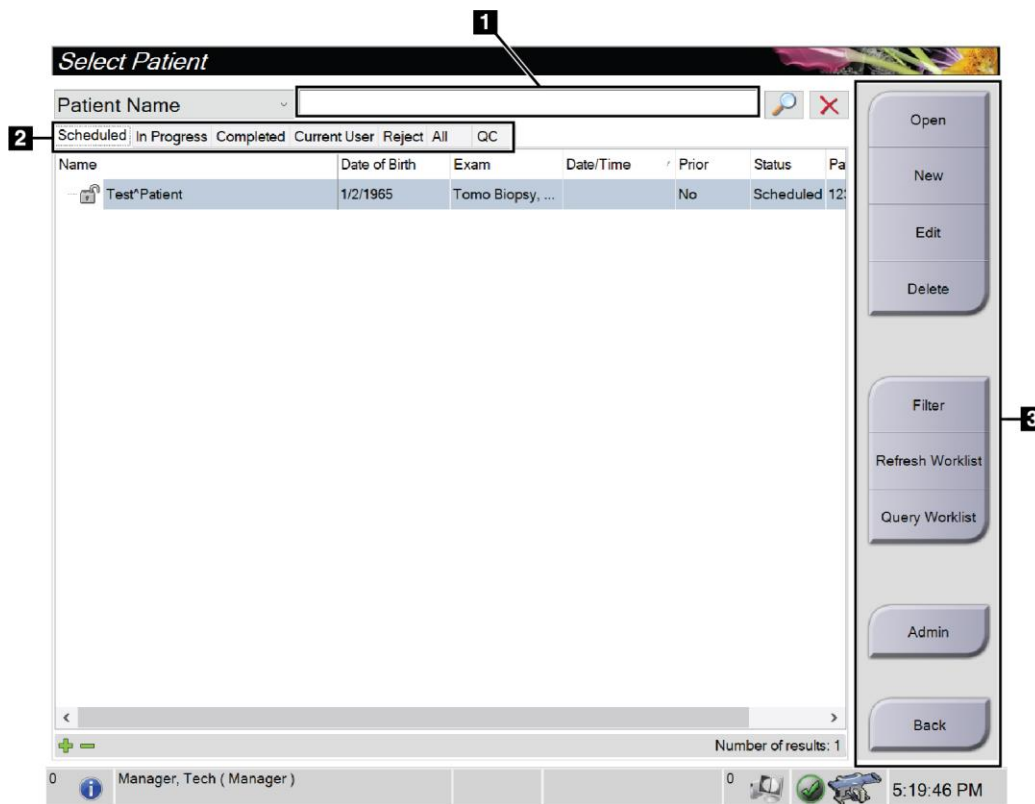 1
Select Patient
Patient Name
2
Scheduled In Progress Completed Current User Reject All QC
Name Date of Birth Exam Date/Time Prior Status Pa
Test^Patient 1/2/1965 Tomo Biopsy, ... No Scheduled 123
Number of results: 1
Open
New
Edit
Delete
Filter
3
Refresh Worklist
Query Worklist
Admin
Back
0 Manager, Tech ( Manager ) 0 5:19:46 PM